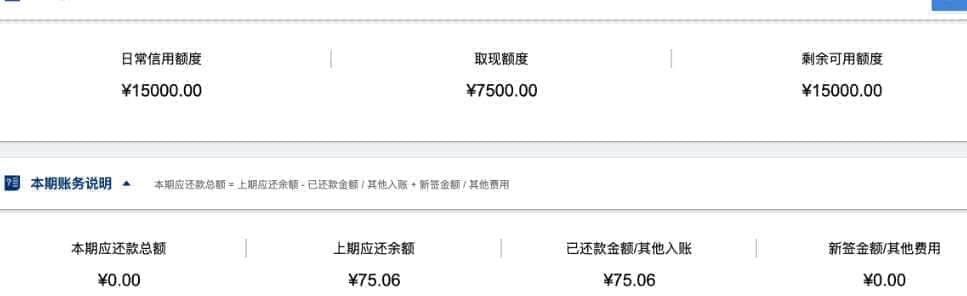 日常信用额度 取现额度 剩余可用额度
¥15000.00 ¥7500.00 ¥15000.00
本期账务说明 本期应还款总额 = 上期应还余额 - 已还款金额 / 其他入账 + 新签金额 / 其他费用
本期应还款总额 上期应还余额 已还款金额/其他入账 新签金额/其他费用
¥0.00 ¥75.06 ¥75.06 ¥0.00